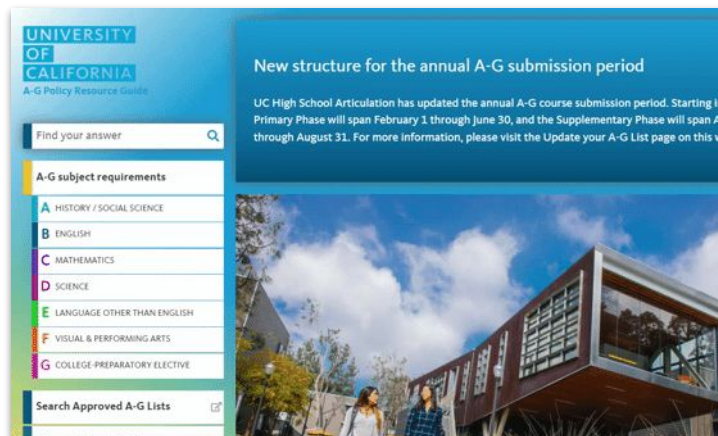 UNIVERSITY
OF
CALIFORNIA
A-G Policy Resource Guide
Find your answer
A-G subject requirements
A HISTORY / SOCIAL SCIENCE
B ENGLISH
C MATHEMATICS
D SCIENCE
E LANGUAGE OTHER THAN ENGLISH
F VISUAL & PERFORMING ARTS
G COLLEGE-PREPARATORY ELECTIVE
Search Approved A-G Lists
New structure for the annual A-G submission period
UC High School Articulation has updated the annual A-G course submission period. Starting
Primary Phase will span February 1 through June 30, and the Supplementary Phase will span
through August 31. For more information, please visit the Update your A-G List page on this